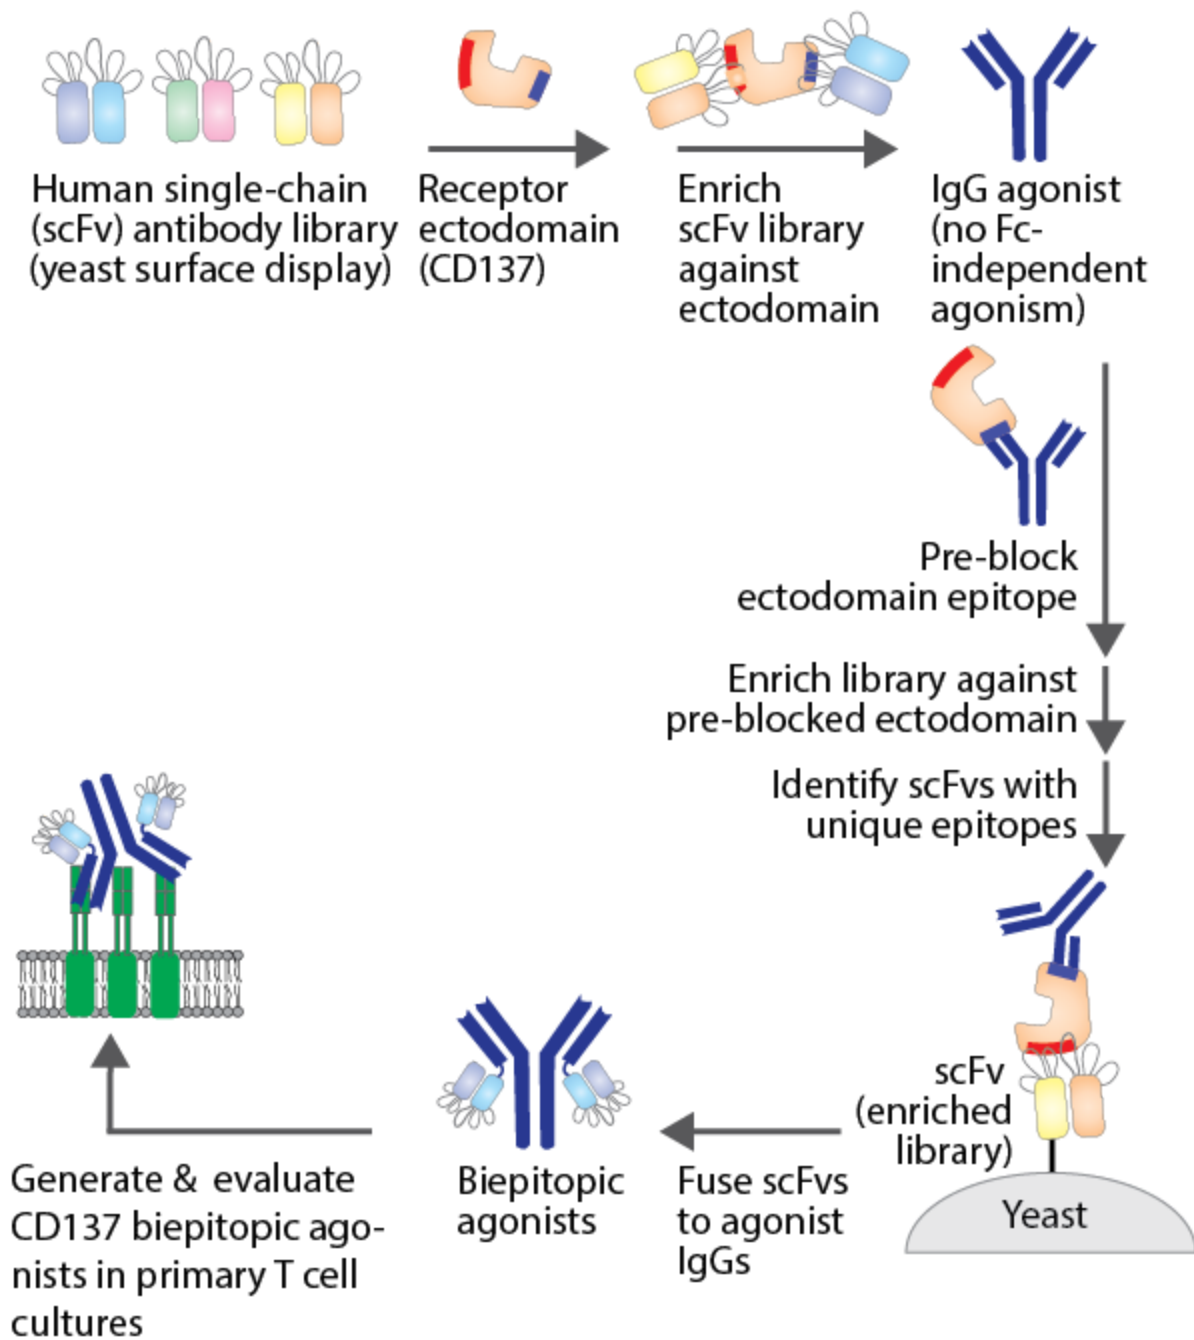 Human single-chain
(scFv) antibody library
(yeast surface display)
Receptor
ectodomain
(CD137)
Enrich
scFv library
against
ectodomain
IgG agonist
(no Fc-
independent
agonism)
Pre-block
ectodomain epitope
Enrich library against
pre-blocked ectodomain
Identify scFvs with
unique epitopes
scFv
(enriched
library)
Yeast
Fuse scFvs
to agonist
IgGs
Biepitopic
agonists
Generate & evaluate
CD137 biepitopic ago-
nists in primary T cell
cultures